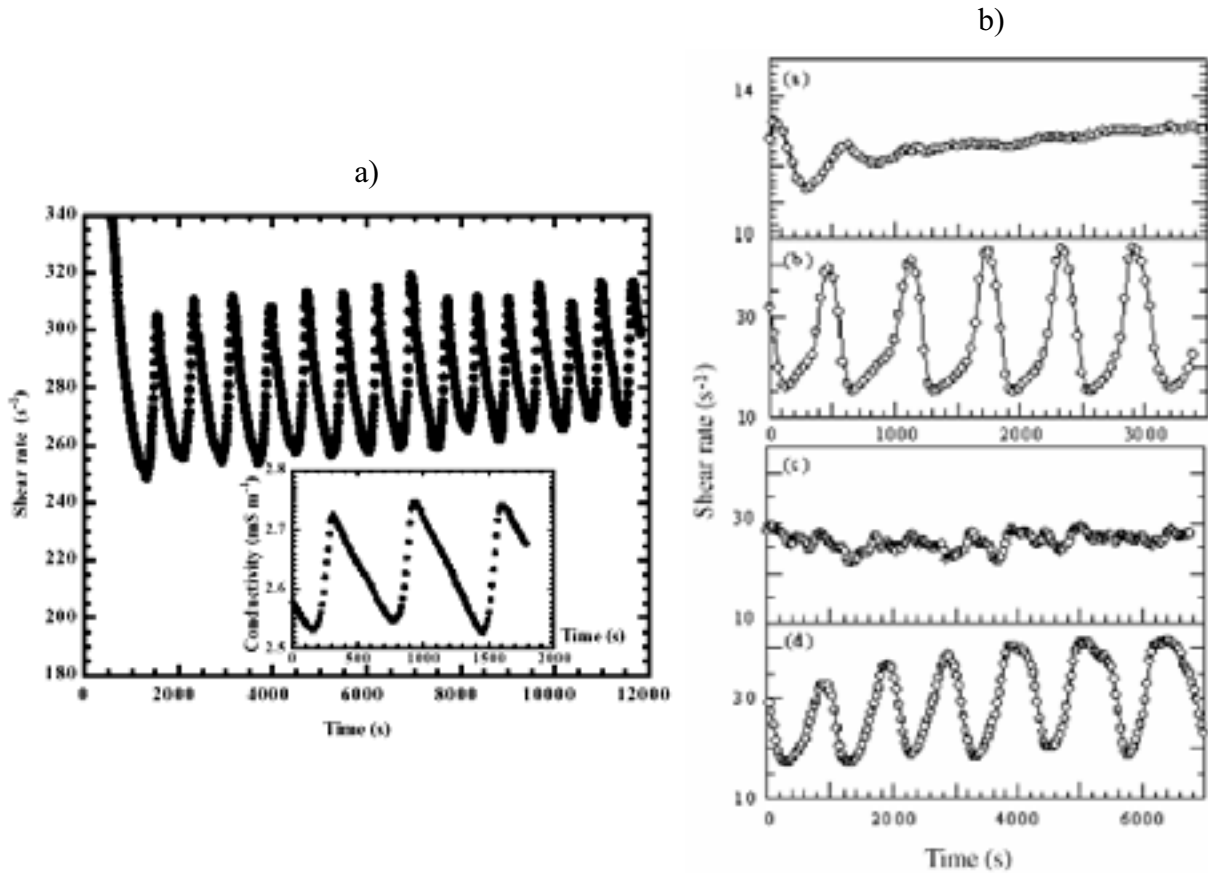 a)
340
320
300
280
260
240
220
200
180
Shear rate (s⁻¹)
0 2000 4000 6000 8000 10000 12000
Time (s)
Conductivity (mS m⁻¹)
2.8
2.7
2.6
2.5
0 500 1000 1500 2000
Time (s)
b)
Shear rate (s⁻¹)
(a)
14
10
(b)
30
10
0 1000 2000 3000
(c)
30
10
(d)
30
10
0 2000 4000 6000
Time (s)